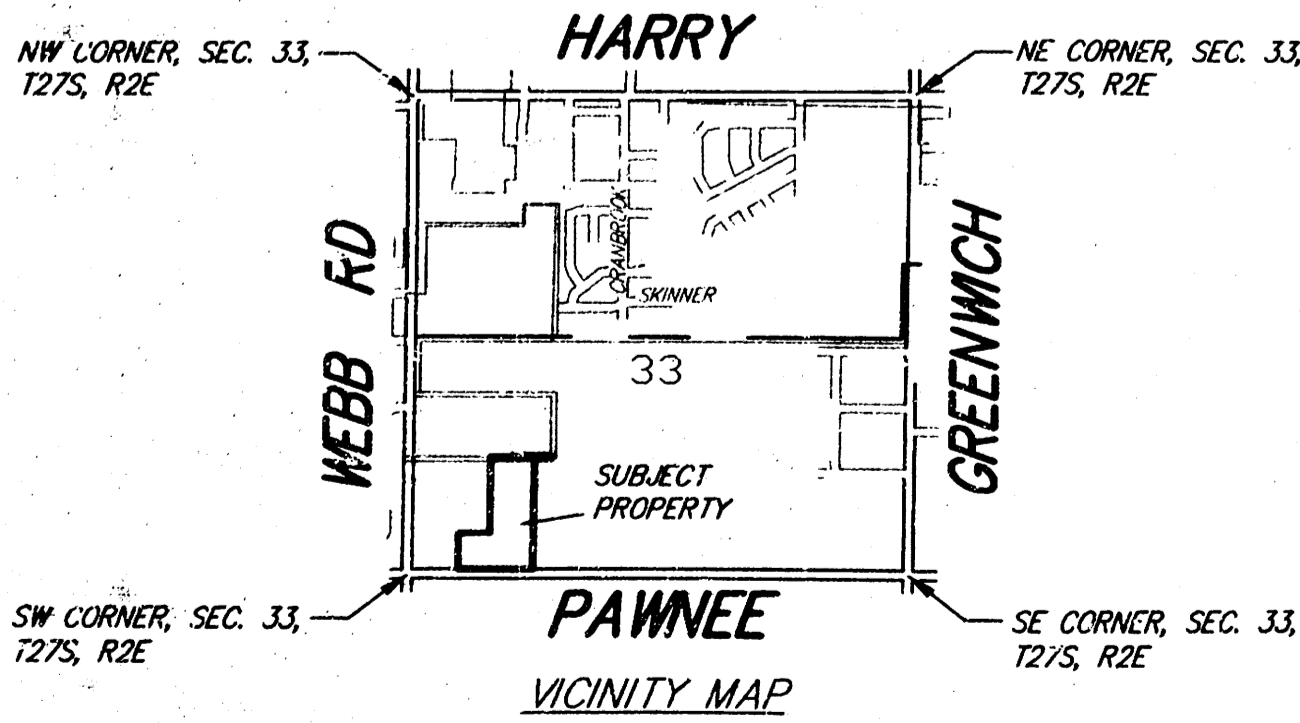 HARRY
NW CORNER, SEC. 33,
T27S, R2E
NE CORNER, SEC. 33,
T27S, R2E
WEBB RD
CRANBROOK
SKINNER
GREENWICH
33
SUBJECT
PROPERTY
SW CORNER, SEC. 33,
T27S, R2E
PAWNEE
SE CORNER, SEC. 33,
T27S, R2E
VICINITY MAP